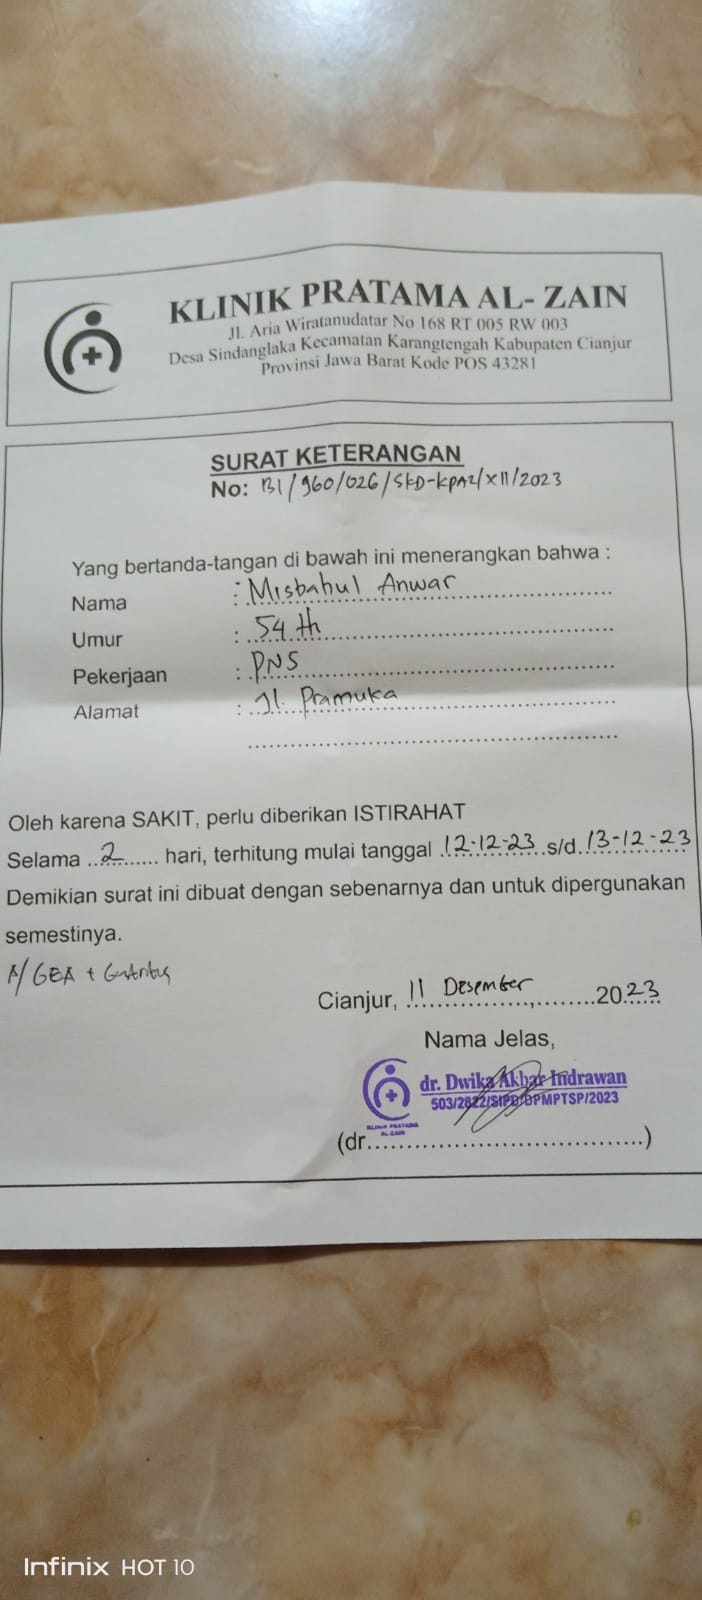 KLINIK PRATAMA AL- ZAIN
Jl. Aria Wiratanudatar No 168 RT 005 RW 003
Desa Sindanglaka Kecamatan Karangtengah Kabupaten Cianjur
Provinsi Jawa Barat Kode POS 43281
SURAT KETERANGAN
No: B1/960/026/SKD-KPAZ/XII/2023
Yang bertanda-tangan di bawah ini menerangkan bahwa :
Nama : Misbahul Anwar
Umur : 54 th
Pekerjaan : PNS
Alamat : Jl. Pramuka
Oleh karena SAKIT, perlu diberikan ISTIRAHAT
Selama 2 hari, terhitung mulai tanggal 12-12-23 s/d 13-12-23
Demikian surat ini dibuat dengan sebenarnya dan untuk dipergunakan
semestinya.
A/ GEA +
Cianjur, 11 Desember 2023
Nama Jelas,
dr. Dwika Akbar Indrawan
503/2822/SIPD/DPMPTSP/2023
KLINIK PRATAMA
AL-ZAIN
(dr.....................................)
Infinix HOT 10